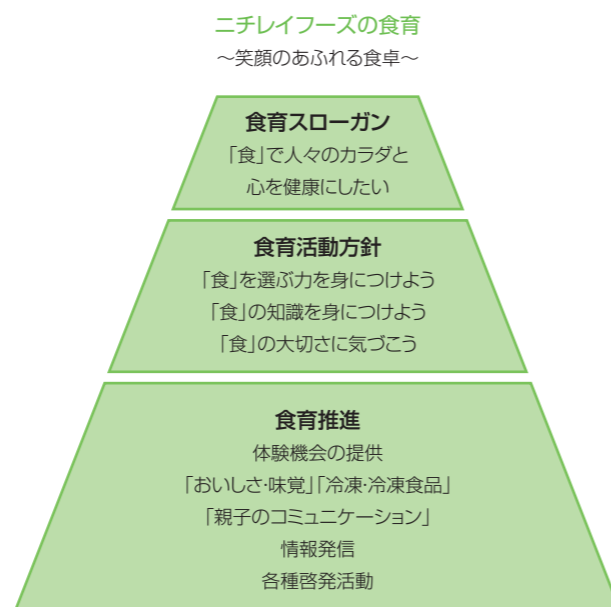 ニチレイフーズの食育
～笑顔のあふれる食卓～
食育スローガン
「食」で人々のカラダと
心を健康にしたい
食育活動方針
「食」を選ぶ力を身につけよう
「食」の知識を身につけよう
「食」の大切さに気づこう
食育推進
体験機会の提供
「おいしさ・味覚」「冷凍・冷凍食品」
「親子のコミュニケーション」
情報発信
各種啓発活動